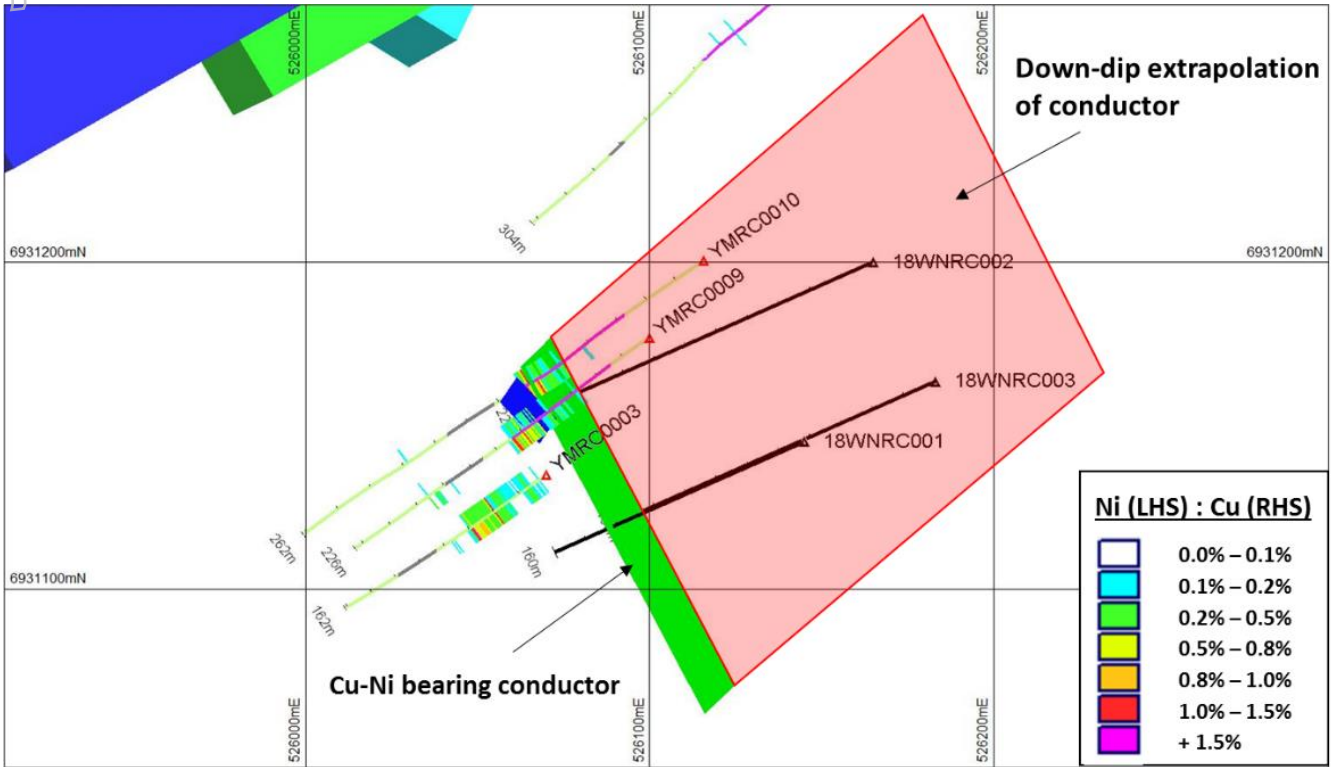 526000mE
526100mE
526200mE
Down-dip extrapolation
of conductor
304m
YMRC0010
6931200mN
6931200mN
18WNRC002
YMRC0009
18WNRC003
YMRC0003
18WNRC001
262m
226m
160m
162m
6931100mN
Cu-Ni bearing conductor
526000mE
526100mE
526200mE
Ni (LHS) : Cu (RHS)
0.0% – 0.1%
0.1% – 0.2%
0.2% – 0.5%
0.5% – 0.8%
0.8% – 1.0%
1.0% – 1.5%
+ 1.5%